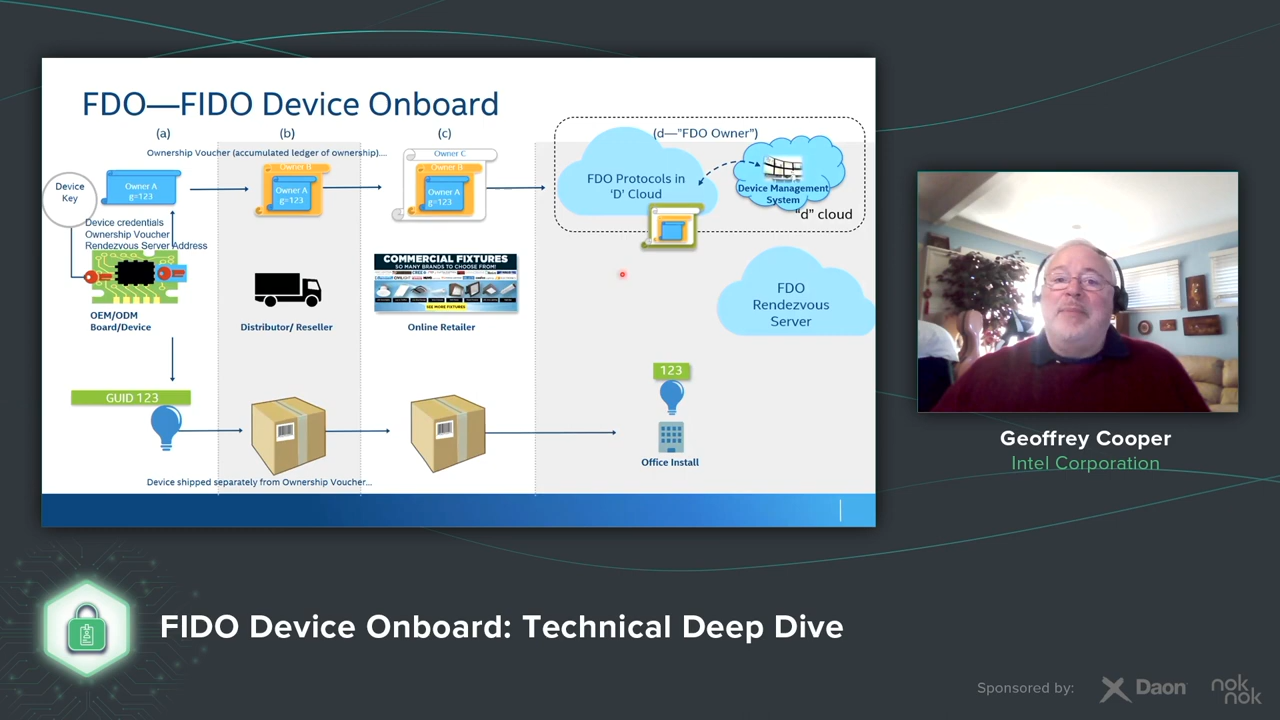 FDO—FIDO Device Onboard
(a)
(b)
(c)
(d—"FDO Owner")
Ownership Voucher (accumulated ledger of ownership)....
Device
Key
Owner A
g=123
Owner B
Owner A
g=123
Owner C
Owner B
Owner A
g=123
FDO Protocols in
'D' Cloud
Device Management
System
"d" cloud
Device credentials
Ownership Voucher
Rendezvous Server Address
COMMERCIAL FIXTURES
SO MANY BRANDS TO CHOOSE FROM!
SEE MORE FIXTURES
FDO
Rendezvous
Server
OEM/ODM
Board/Device
Distributor/ Reseller
Online Retailer
GUID 123
123
Office Install
Device shipped separately from Ownership Voucher...
Geoffrey Cooper
Intel Corporation
FIDO Device Onboard: Technical Deep Dive
Sponsored by:
Daon
nok
nok